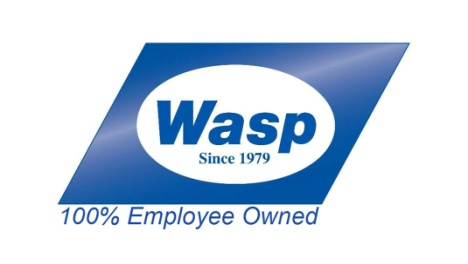 Wasp
Since 1979
100% Employee Owned